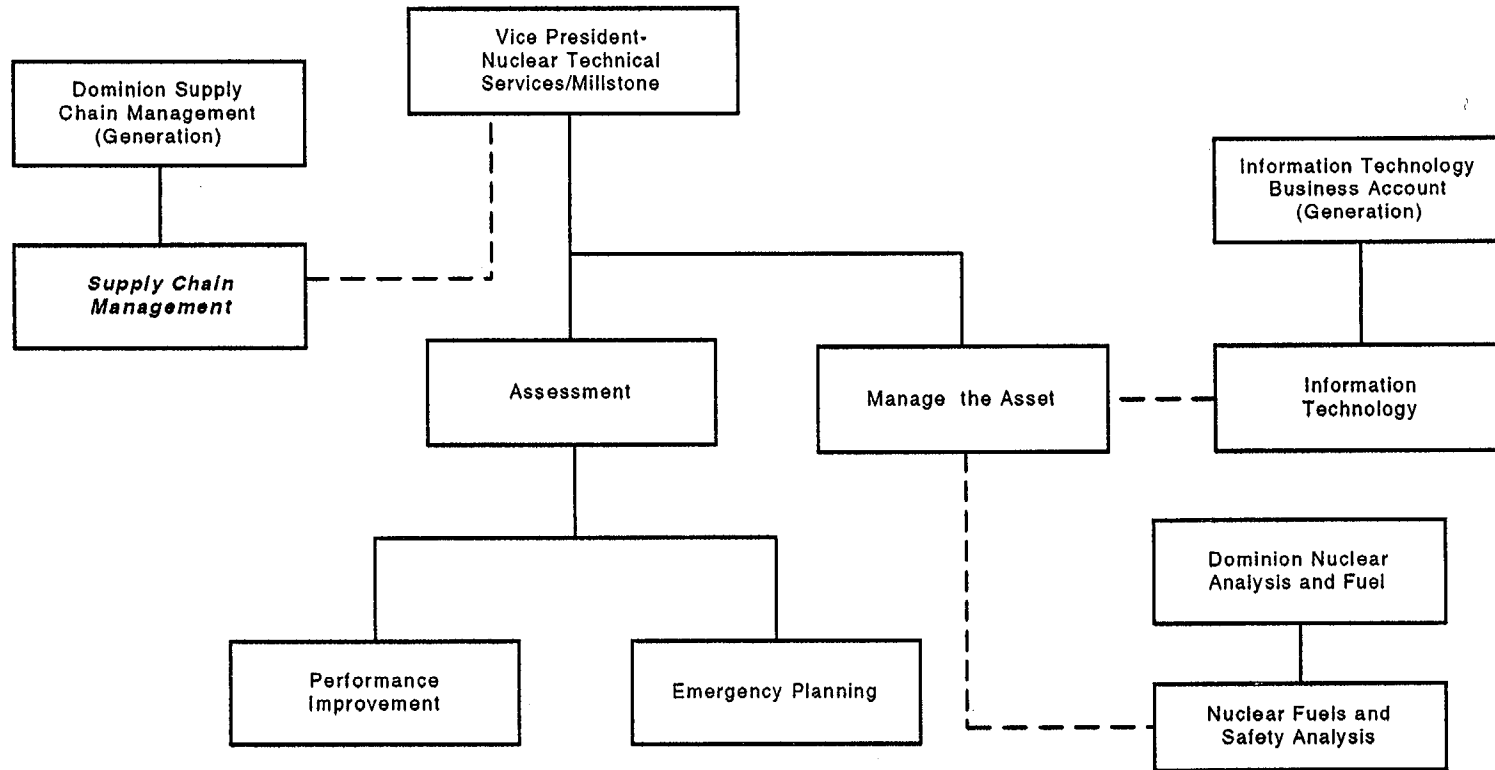 Vice President-
Nuclear Technical
Services/Millstone
Dominion Supply
Chain Management
(Generation)
Information Technology
Business Account
(Generation)
Supply Chain
Management
Assessment
Manage the Asset
Information
Technology
Dominion Nuclear
Analysis and Fuel
Performance
Improvement
Emergency Planning
Nuclear Fuels and
Safety Analysis